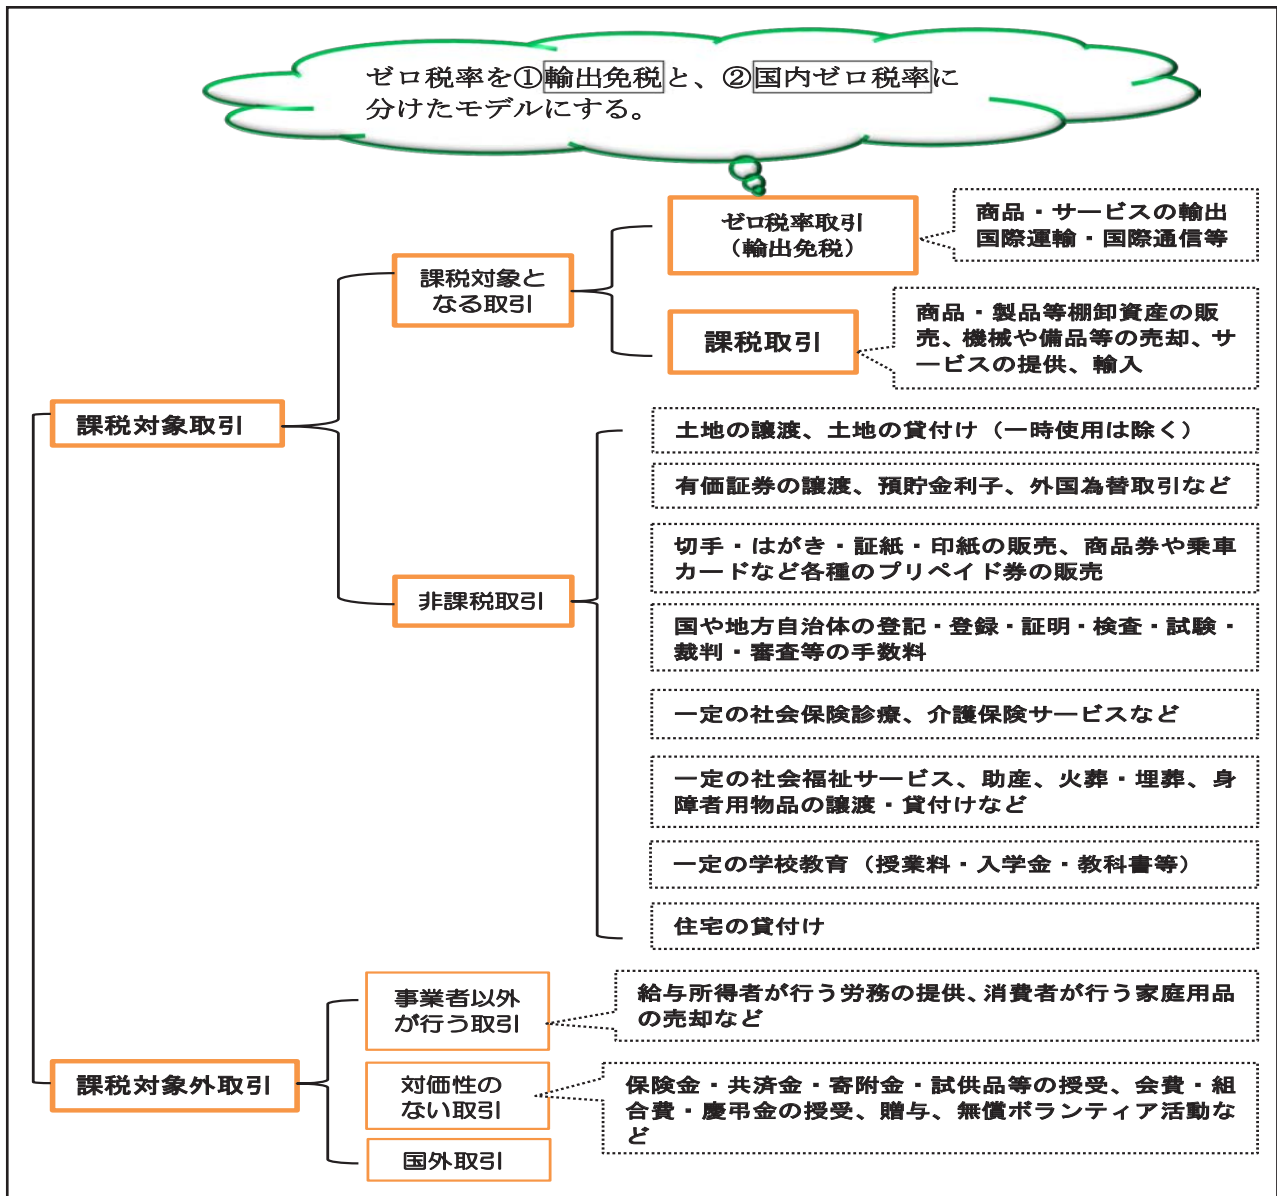 ゼロ税率を①輸出免税と、②国内ゼロ税率に
分けたモデルにする。
ゼロ税率取引
（輸出免税）
商品・サービスの輸出
国際運輸・国際通信等
課税対象と
なる取引
課税取引
商品・製品等棚卸資産の販
売、機械や備品等の売却、サ
ービスの提供、輸入
課税対象取引
土地の譲渡、土地の貸付け（一時使用は除く）
有価証券の譲渡、預貯金利子、外国為替取引など
切手・はがき・証紙・印紙の販売、商品券や乗車
カードなど各種のプリペイド券の販売
非課税取引
国や地方自治体の登記・登録・証明・検査・試験・
裁判・審査等の手数料
一定の社会保険診療、介護保険サービスなど
一定の社会福祉サービス、助産、火葬・埋葬、身
障者用物品の譲渡・貸付けなど
一定の学校教育（授業料・入学金・教科書等）
住宅の貸付け
事業者以外
が行う取引
給与所得者が行う労務の提供、消費者が行う家庭用品
の売却など
課税対象外取引
対価性の
ない取引
保険金・共済金・寄附金・試供品等の授受、会費・組
合費・慶弔金の授受、贈与、無償ボランティア活動な
ど
国外取引